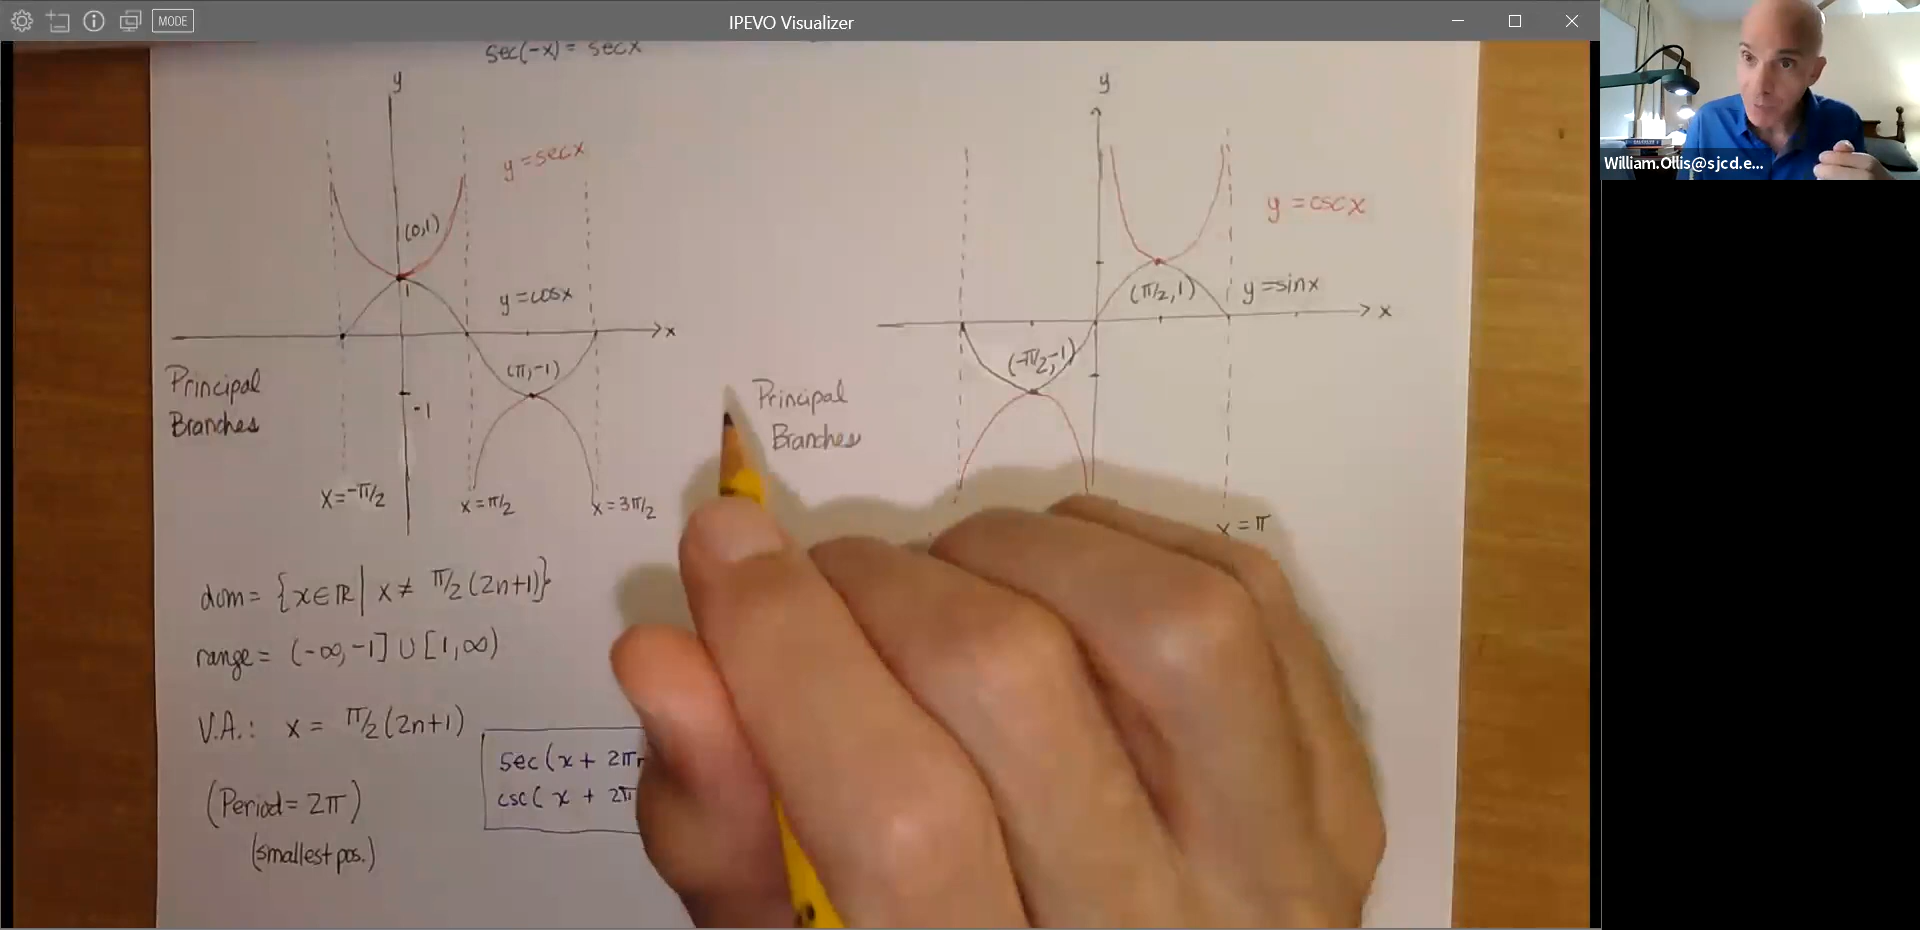 MODE
IPEVO Visualizer
William.Ollis@sjcd.e...
sec(-x) = secx
y
y = secx
(0,1)
1
y = cosx
x
(π,-1)
-1
Principal
Branches
x=-π/2
x = π/2
x = 3π/2
y
y = cscx
(π/2, 1)
y = sinx
x
(-π/2,-1)
Principal
Branches
x = π
dom = {x∈ℝ | x ≠ π/2 (2n+1)}
range = (-∞,-1] ∪ [1,∞)
V.A.: x = π/2 (2n+1)
(Period = 2π)
(smallest pos.)
sec(x + 2π
csc(x + 2π